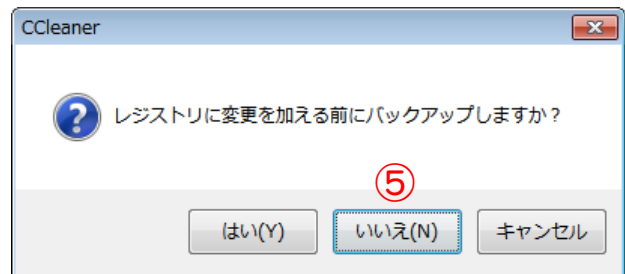 CCleaner
レジストリに変更を加える前にバックアップしますか？
⑤
はい(Y)
いいえ(N)
キャンセル